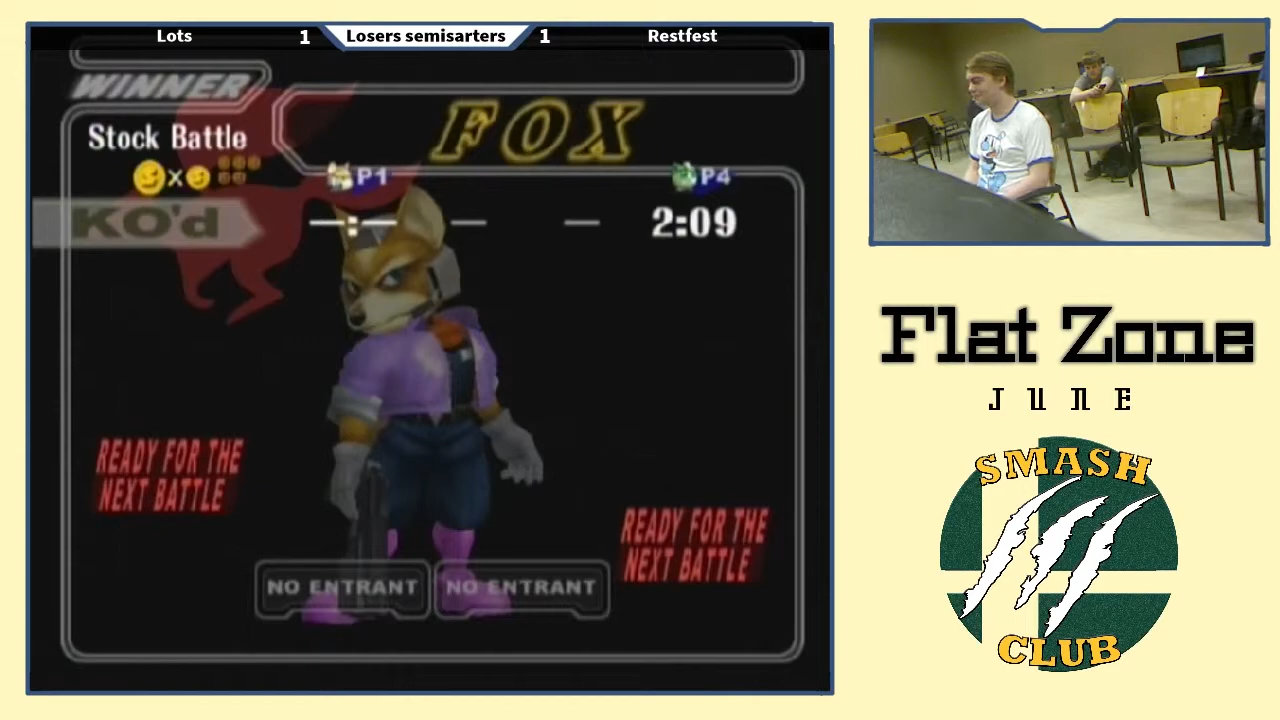 Lots 1 Losers semisarters 1 Restfest
WINNER
FOX
Stock Battle
X
P1 P4
KO'd
2:09
READY FOR THE
NEXT BATTLE
READY FOR THE
NEXT BATTLE
NO ENTRANT NO ENTRANT
Flat Zone
JUNE
SMASH
CLUB